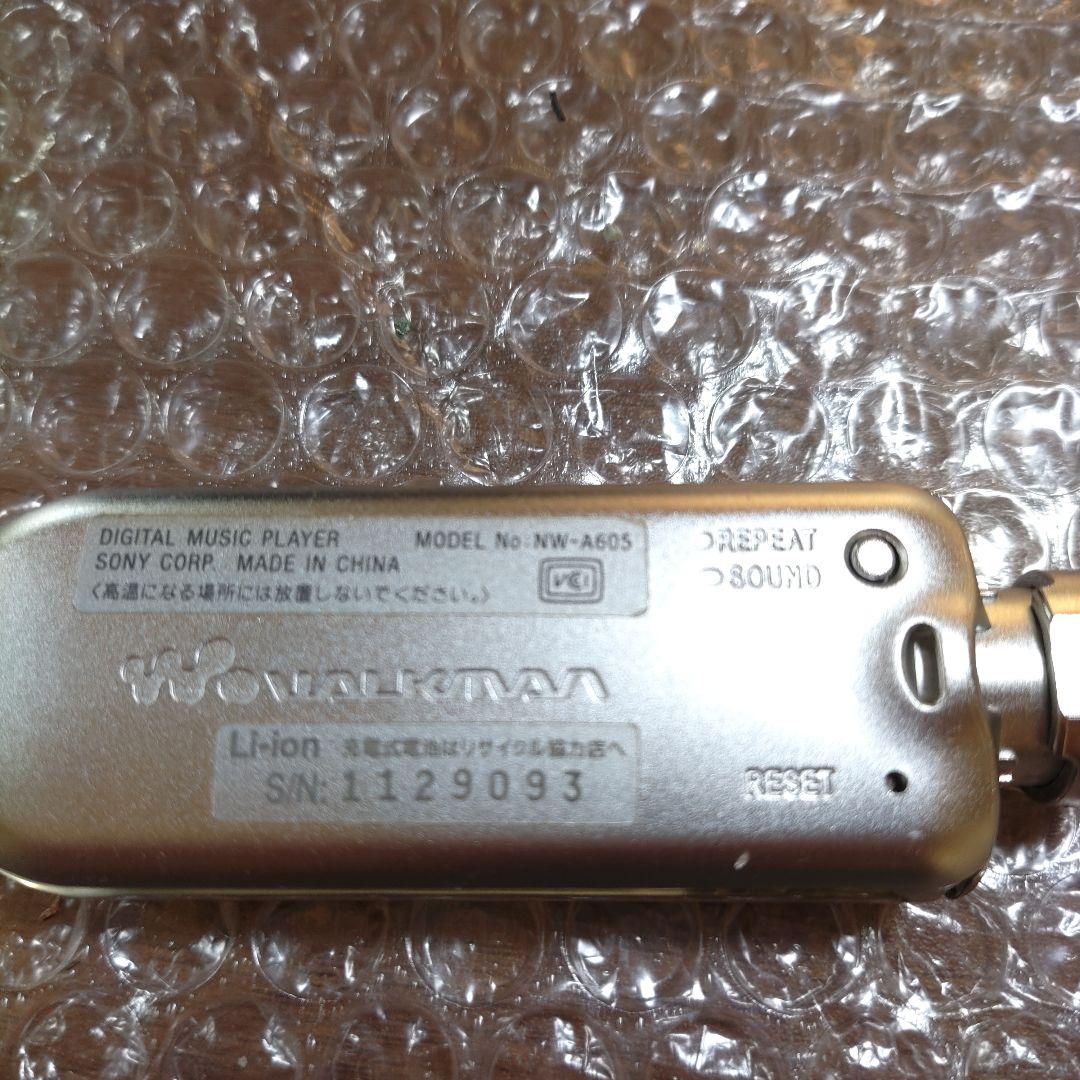 DIGITAL MUSIC PLAYER MODEL No. NW-A605
SONY CORP. MADE IN CHINA
〈高温になる場所には放置しないでください。〉
VCI
WALKMAN
Li-ion 充電式電池はリサイクル協力店へ
S/N: 1129093
⊃REPEAT
⊃SOUND
RESET